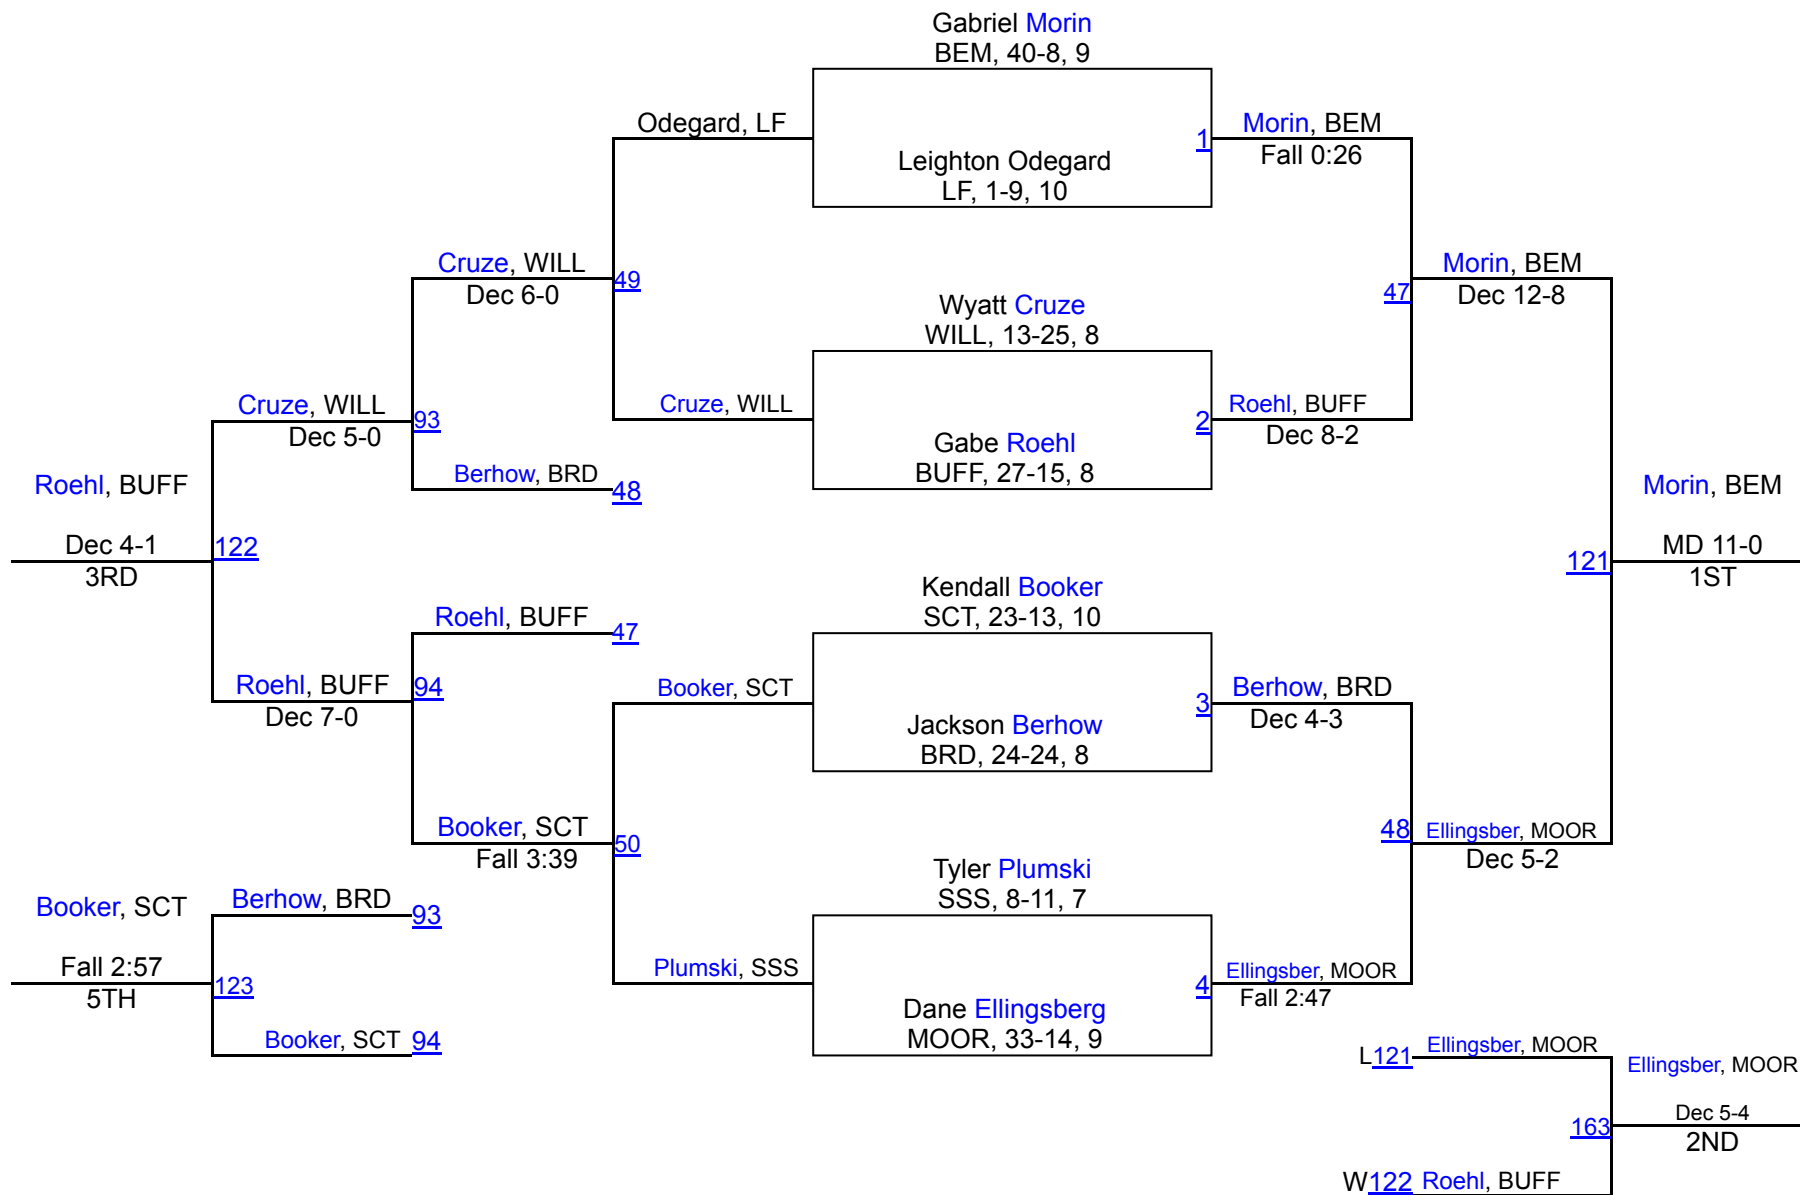 Gabriel Morin
BEM, 40-8, 9
Odegard, LF
1
Morin, BEM
Fall 0:26
Leighton Odegard
LF, 1-9, 10
Cruze, WILL
Dec 6-0
49
Morin, BEM
Dec 12-8
47
Wyatt Cruze
WILL, 13-25, 8
Cruze, WILL
Dec 5-0
93
Cruze, WILL
2
Roehl, BUFF
Dec 8-2
Gabe Roehl
BUFF, 27-15, 8
Berhow, BRD
48
Roehl, BUFF
Dec 4-1
3RD
122
Morin, BEM
MD 11-0
1ST
121
Kendall Booker
SCT, 23-13, 10
Roehl, BUFF
47
Roehl, BUFF
Dec 7-0
94
Booker, SCT
3
Berhow, BRD
Dec 4-3
Jackson Berhow
BRD, 24-24, 8
Booker, SCT
Fall 3:39
50
48
Ellingsber, MOOR
Dec 5-2
Tyler Plumski
SSS, 8-11, 7
Booker, SCT
Fall 2:57
5TH
123
Berhow, BRD
93
Plumski, SSS
4
Ellingsber, MOOR
Fall 2:47
Dane Ellingsberg
MOOR, 33-14, 9
Booker, SCT
94
L121
Ellingsber, MOOR
Ellingsber, MOOR
Dec 5-4
2ND
163
W122
Roehl, BUFF